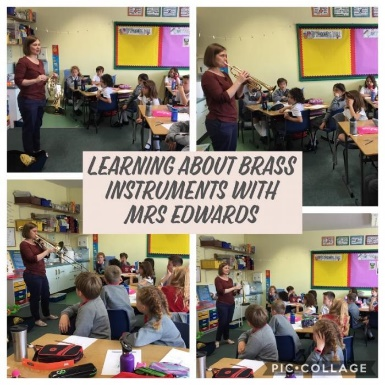 LEARNING ABOUT BRASS
INSTRUMENTS WITH
MRS EDWARDS
PIC•COLLAGE